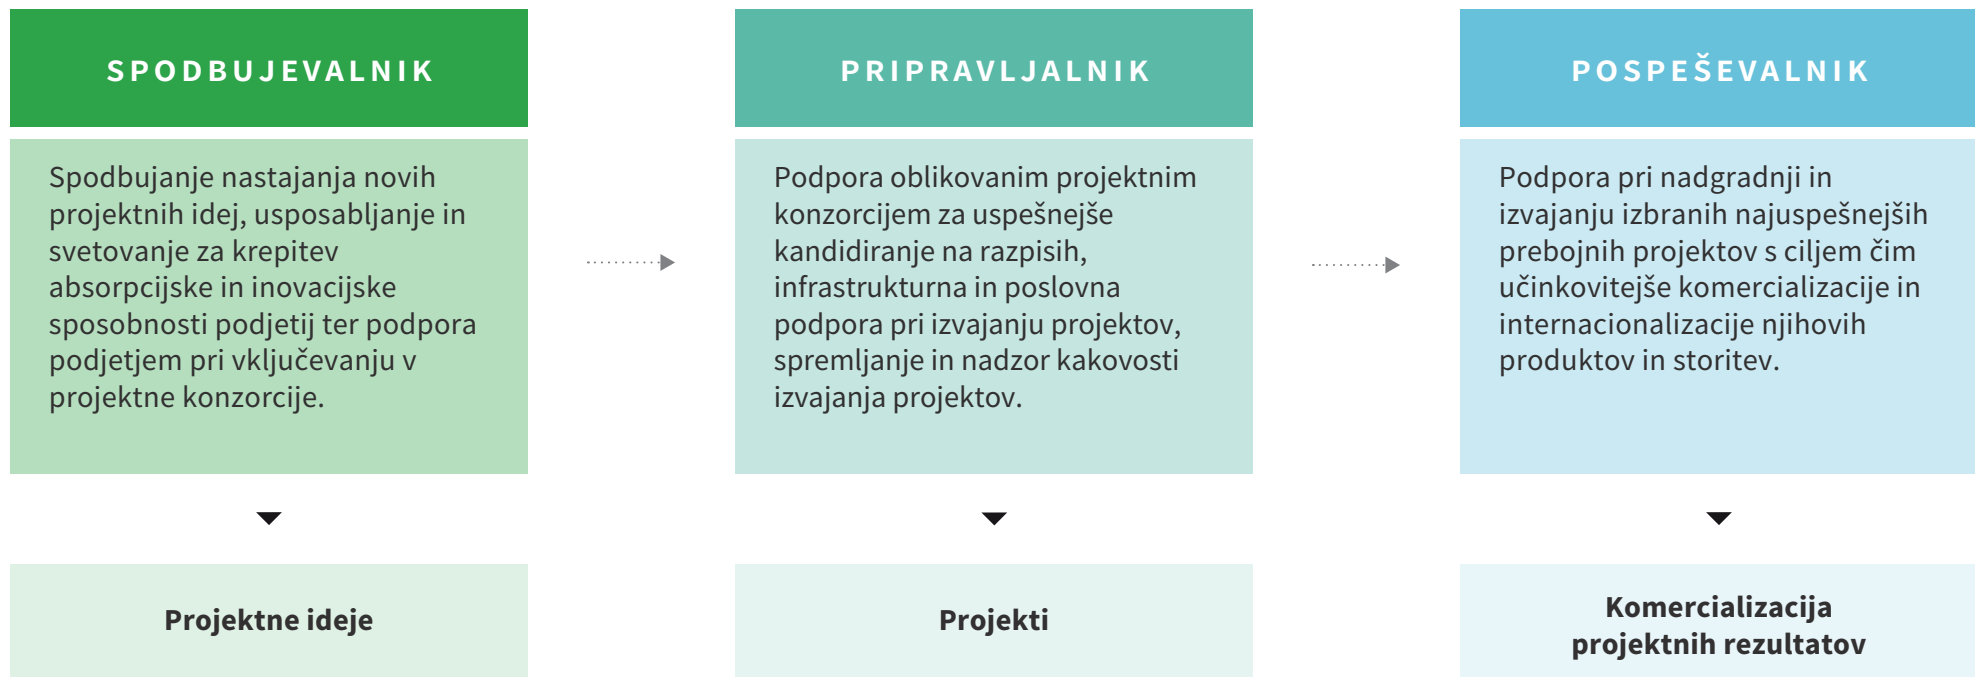 SPODBUJEVALNIK
Spodbujanje nastajanja novih
projektnih idej, usposabljanje in
svetovanje za krepitev
absorpcijske in inovacijske
sposobnosti podjetij ter podpora
podjetjem pri vključevanju v
projektne konzorcije.
Projektne ideje
PRIPRAVLJALNIK
Podpora oblikovanim projektnim
konzorcijem za uspešnejše
kandidiranje na razpisih,
infrastrukturna in poslovna
podpora pri izvajanju projektov,
spremljanje in nadzor kakovosti
izvajanja projektov.
Projekti
POSPEŠEVALNIK
Podpora pri nadgradnji in
izvajanju izbranih najuspešnejših
prebojnih projektov s ciljem čim
učinkovitejše komercializacije in
internacionalizacije njihovih
produktov in storitev.
Komercializacija
projektnih rezultatov